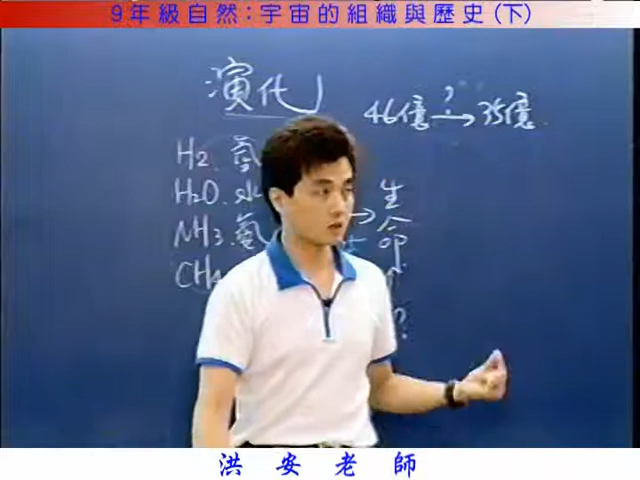 9年級自然:宇宙的組織與歷史(下)
演化
46億 ? → 35億
H2. 氫
H2O. 水
NH3. 氨
CH4
→ 生命
?
洪安老師